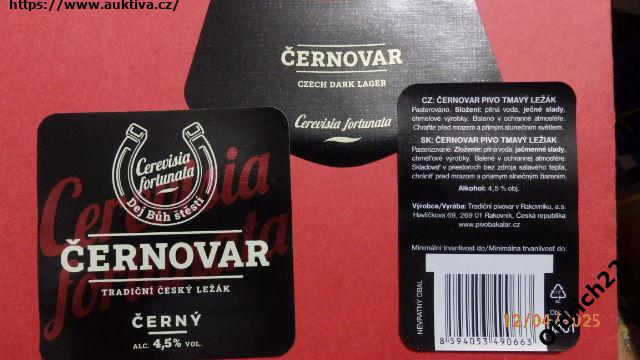 https://www.auktiva.cz/
ČERNOVAR
CZECH DARK LAGER
Cerevisia fortunata
Cerevisia
fortunata
Dej Bůh štěstí
Cerevisia
fortunata
ČERNOVAR
TRADIČNÍ ČESKÝ LEŽÁK
ČERNÝ
ALC. 4,5% VOL.
CZ: ČERNOVAR PIVO TMAVÝ LEŽÁK
Pasterováno. Složení: pitná voda, ječné slady,
chmelové výrobky. Baleno v ochranné atmosféře.
Chraňte před mrazem a přímým slunečním světlem.
SK: ČERNOVAR PIVO TMAVÝ LEŽIAK
Pasterizované. Zloženie: pitná voda, jačmenné slady,
chmeľové výrobky. Balené v ochrannej atmosfére.
Skladovať v priestoroch bez zdroja sálavého tepla,
chrániť pred mrazom a priamym slnečným žiarením.
Alkohol: 4,5 % obj.
Výrobce/Výroba: Tradiční pivovar v Rakovníku, a.s.
Havlíčkova 69, 269 01 Rakovník, Česká republika
www.pivobakalar.cz
Minimální trvanlivost do/Minimálna trvanlivosť do:
NEVRATNÝ OBAL
8 594053 490663
12/04/2025